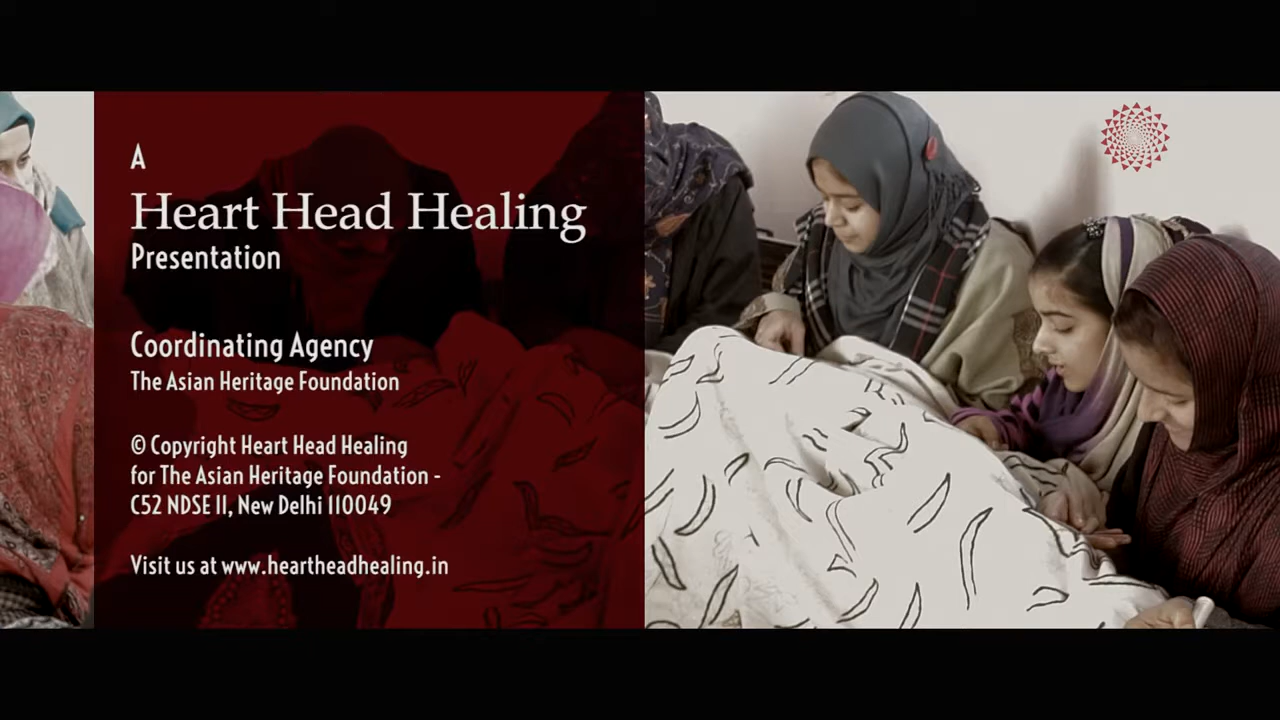 A
Heart Head Healing
Presentation
Coordinating Agency
The Asian Heritage Foundation
© Copyright Heart Head Healing
for The Asian Heritage Foundation -
C52 NDSE II, New Delhi 110049
Visit us at www.heartheadhealing.in